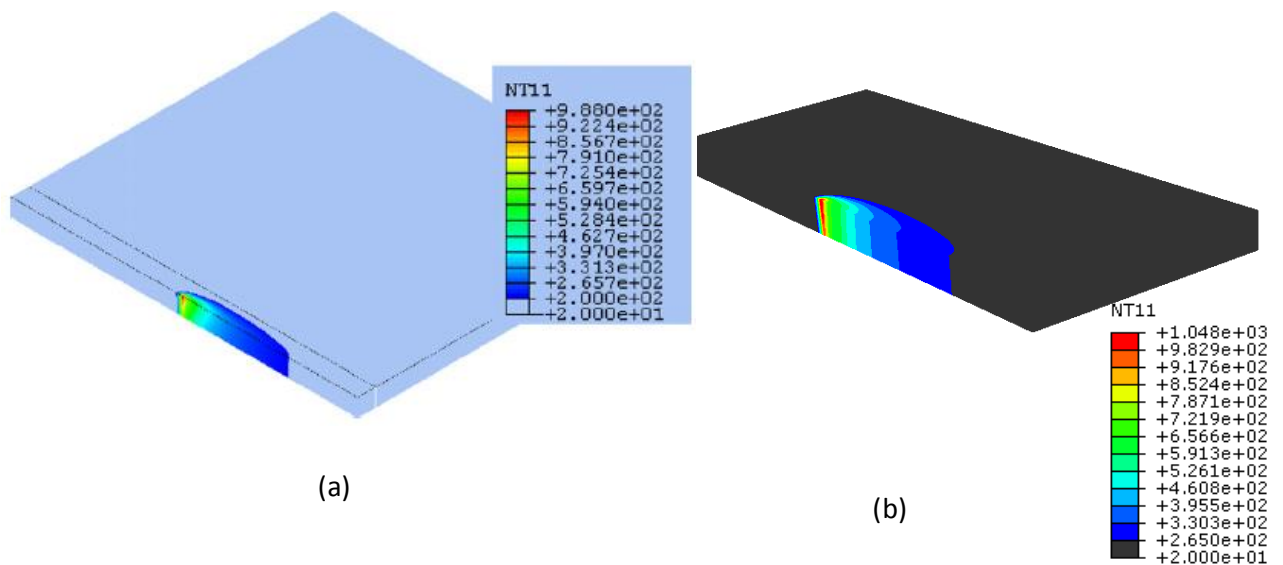 NT11
+9.880e+02
+9.224e+02
+8.567e+02
+7.910e+02
+7.254e+02
+6.597e+02
+5.940e+02
+5.284e+02
+4.627e+02
+3.970e+02
+3.313e+02
+2.657e+02
+2.000e+02
+2.000e+01
(a)
NT11
+1.048e+03
+9.829e+02
+9.176e+02
+8.524e+02
+7.871e+02
+7.219e+02
+6.566e+02
+5.913e+02
+5.261e+02
+4.608e+02
+3.955e+02
+3.303e+02
+2.650e+02
+2.000e+01
(b)